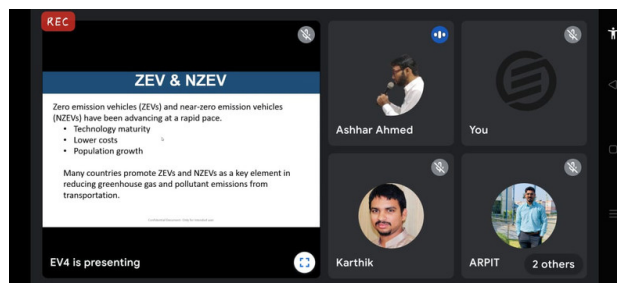 REC
ZEV & NZEV
Zero emission vehicles (ZEVs) and near-zero emission vehicles
(NZEVs) have been advancing at a rapid pace.
• Technology maturity
• Lower costs
• Population growth
Many countries promote ZEVs and NZEVs as a key element in
reducing greenhouse gas and pollutant emissions from
transportation.
EV4 is presenting
Ashhar Ahmed
You
Karthik
ARPIT
2 others